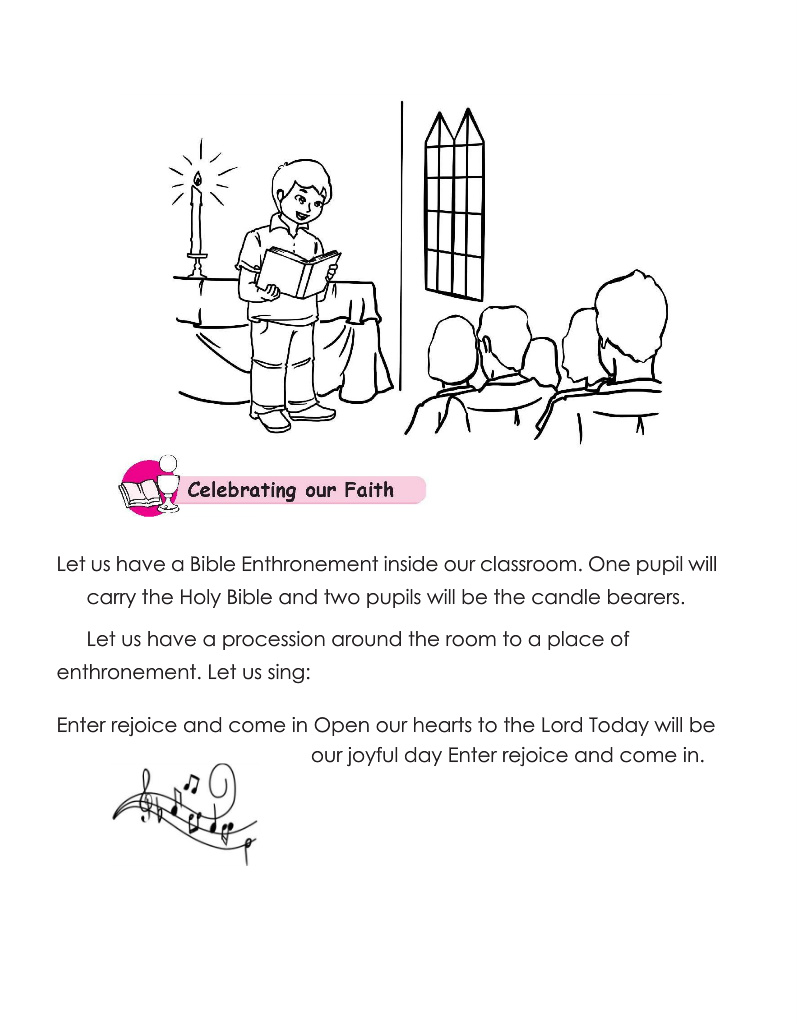 Celebrating our Faith
Let us have a Bible Enthronement inside our classroom. One pupil will
carry the Holy Bible and two pupils will be the candle bearers.
Let us have a procession around the room to a place of
enthronement. Let us sing:
Enter rejoice and come in Open our hearts to the Lord Today will be
our joyful day Enter rejoice and come in.